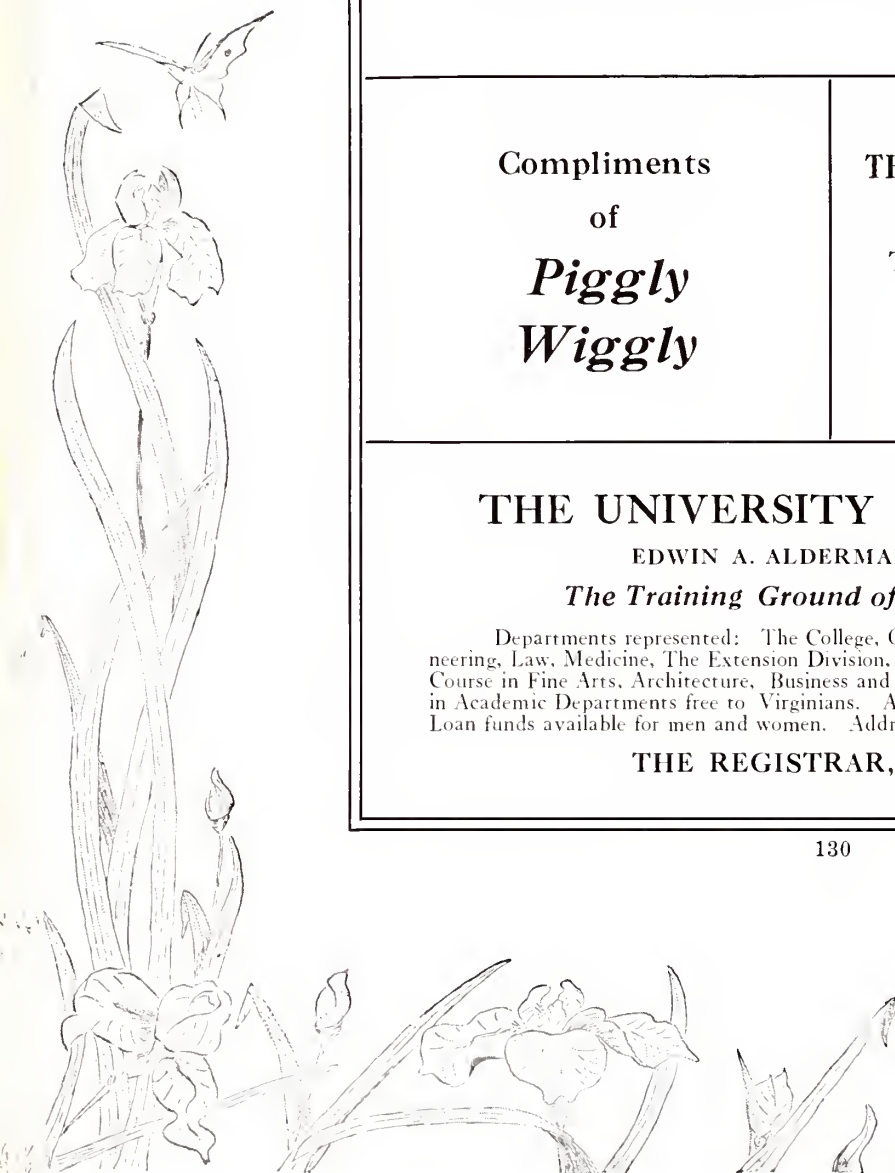 Compliments
of
Piggly
Wiggly
TH
THE UNIVERSITY
EDWIN A. ALDERMA
The Training Ground of
Departments represented: The College,
neering, Law, Medicine, The Extension Division,
Course in Fine Arts, Architecture, Business and
in Academic Departments free to Virginians. A
Loan funds available for men and women. Addr
THE REGISTRAR,
130